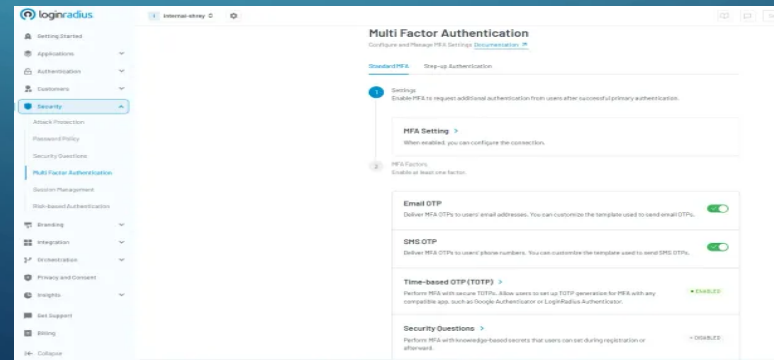 loginradius
internal-ehrey
Getting Started
Applications
Authentication
Customers
Security
Attack Protection
Password Policy
Security Questions
Multi Factor Authentication
Session Management
Risk-based Authentication
Branding
Integration
Orchestration
Privacy and Consent
Insights
Get Support
Billing
Collapse
Multi Factor Authentication
Configure and Manage MFA Settings Documentation
Standard MFA Step-up Authentication
1 Settings
Enable MFA to request additional authentication from users after successful primary authentication.
MFA Setting >
When enabled, you can configure the connection.
2 MFA Factors
Enable at least one factor.
Email OTP
Deliver MFA OTPs to users' email addresses. You can customize the template used to send email OTPs.
SMS OTP
Deliver MFA OTPs to users' phone numbers. You can customize the template used to send SMS OTPs.
Time-based OTP (TOTP) >
Perform MFA with secure TOTPs. Allow users to set up TOTP generation for MFA with any
compatible app, such as Google Authenticator or LoginRadius Authenticator.
ENABLED
Security Questions >
Perform MFA with knowledge-based secrets that users can set during registration or
afterward.
DISABLED